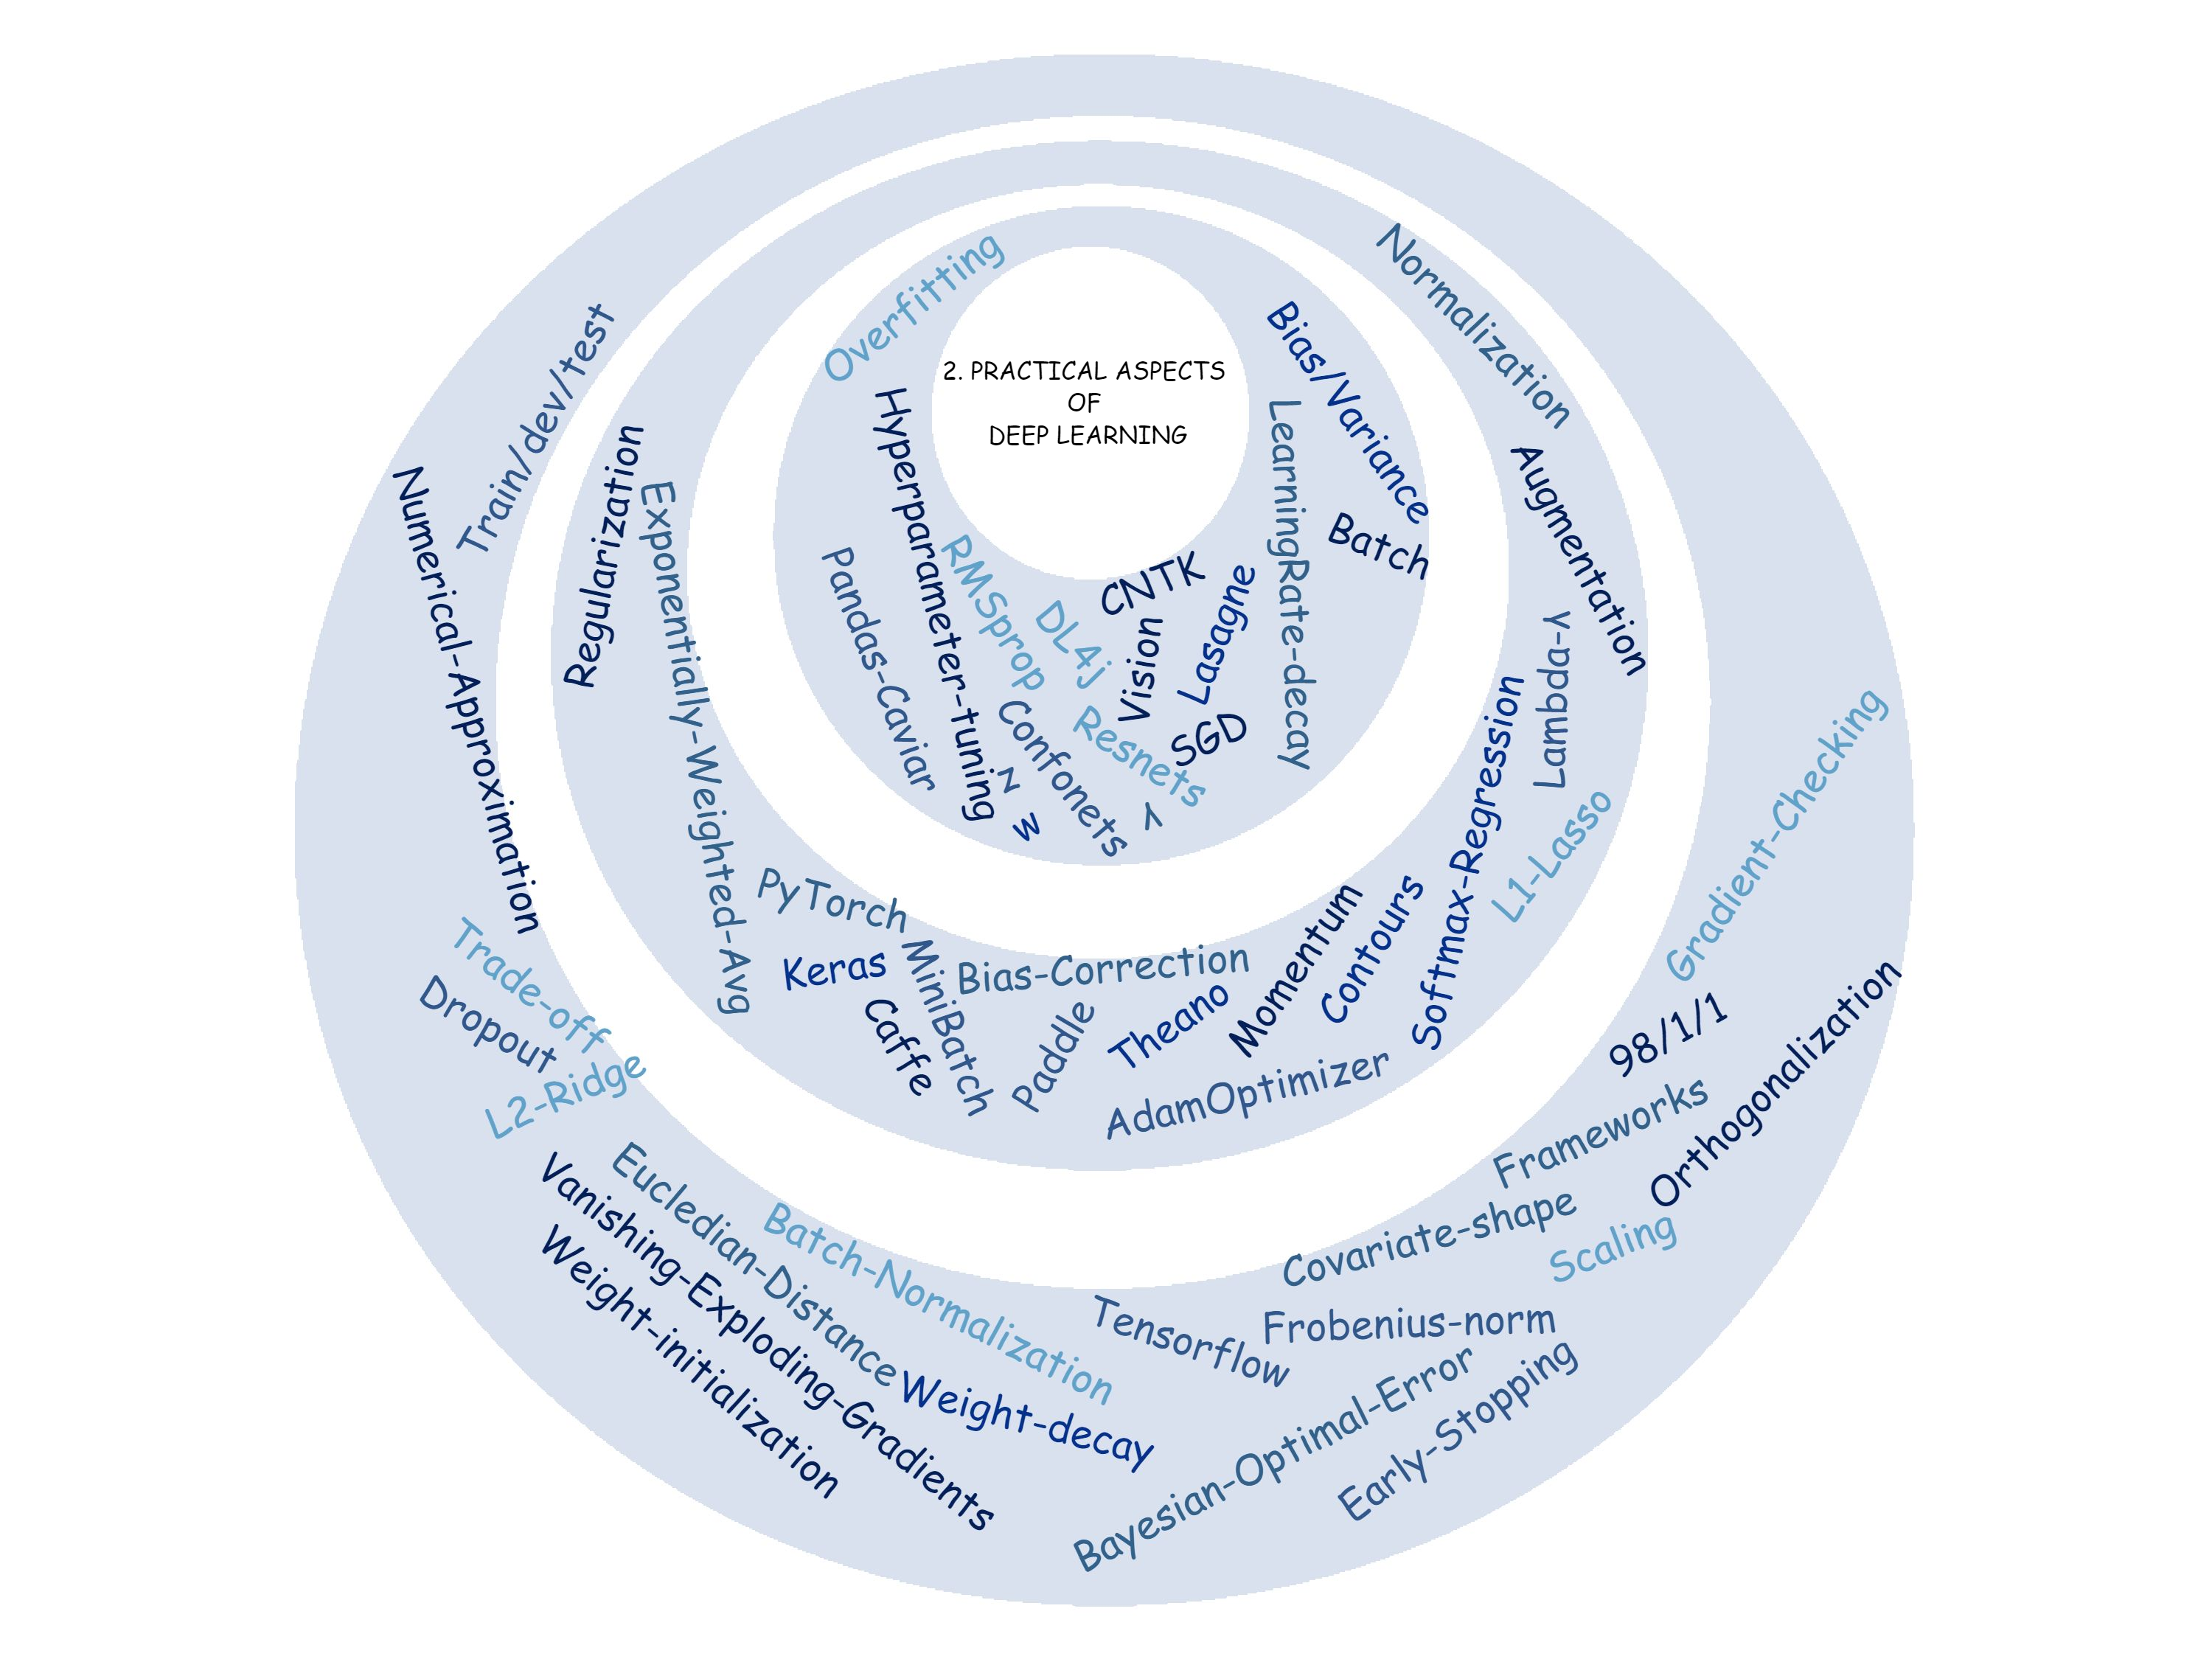 2. PRACTICAL ASPECTS
OF
DEEP LEARNING
Overfitting
Bias/Variance
Hyperparameter-tuning
LearningRate-decay
Batch
RMSprop
CNTK
Pandas-Caviar
DL4j
Vision
Lasagne
Confonets
Resnets
SGD
N
w
Normalization
Augmentation
Regularization
Exponentially-Weighted-Avg
Lambda-λ
Softmax-Regression
L1-Lasso
PyTorch
Keras
MiniBatch
Bias-Correction
Momentum
Contours
Caffe
Paddle
Theano
AdamOptimizer
Train/dev/test
Numerical-Approximation
Gradient-Checking
Trade-off
Dropout
L2-Ridge
98/1/1
Orthogonalization
Frameworks
Vanishing-Exploding-Gradients
Eucledian-Distance
Batch-Normalization
Covariate-shape
Scaling
Weight-initialization
Tensorflow
Frobenius-norm
Weight-decay
Bayesian-Optimal-Error
Early-Stopping